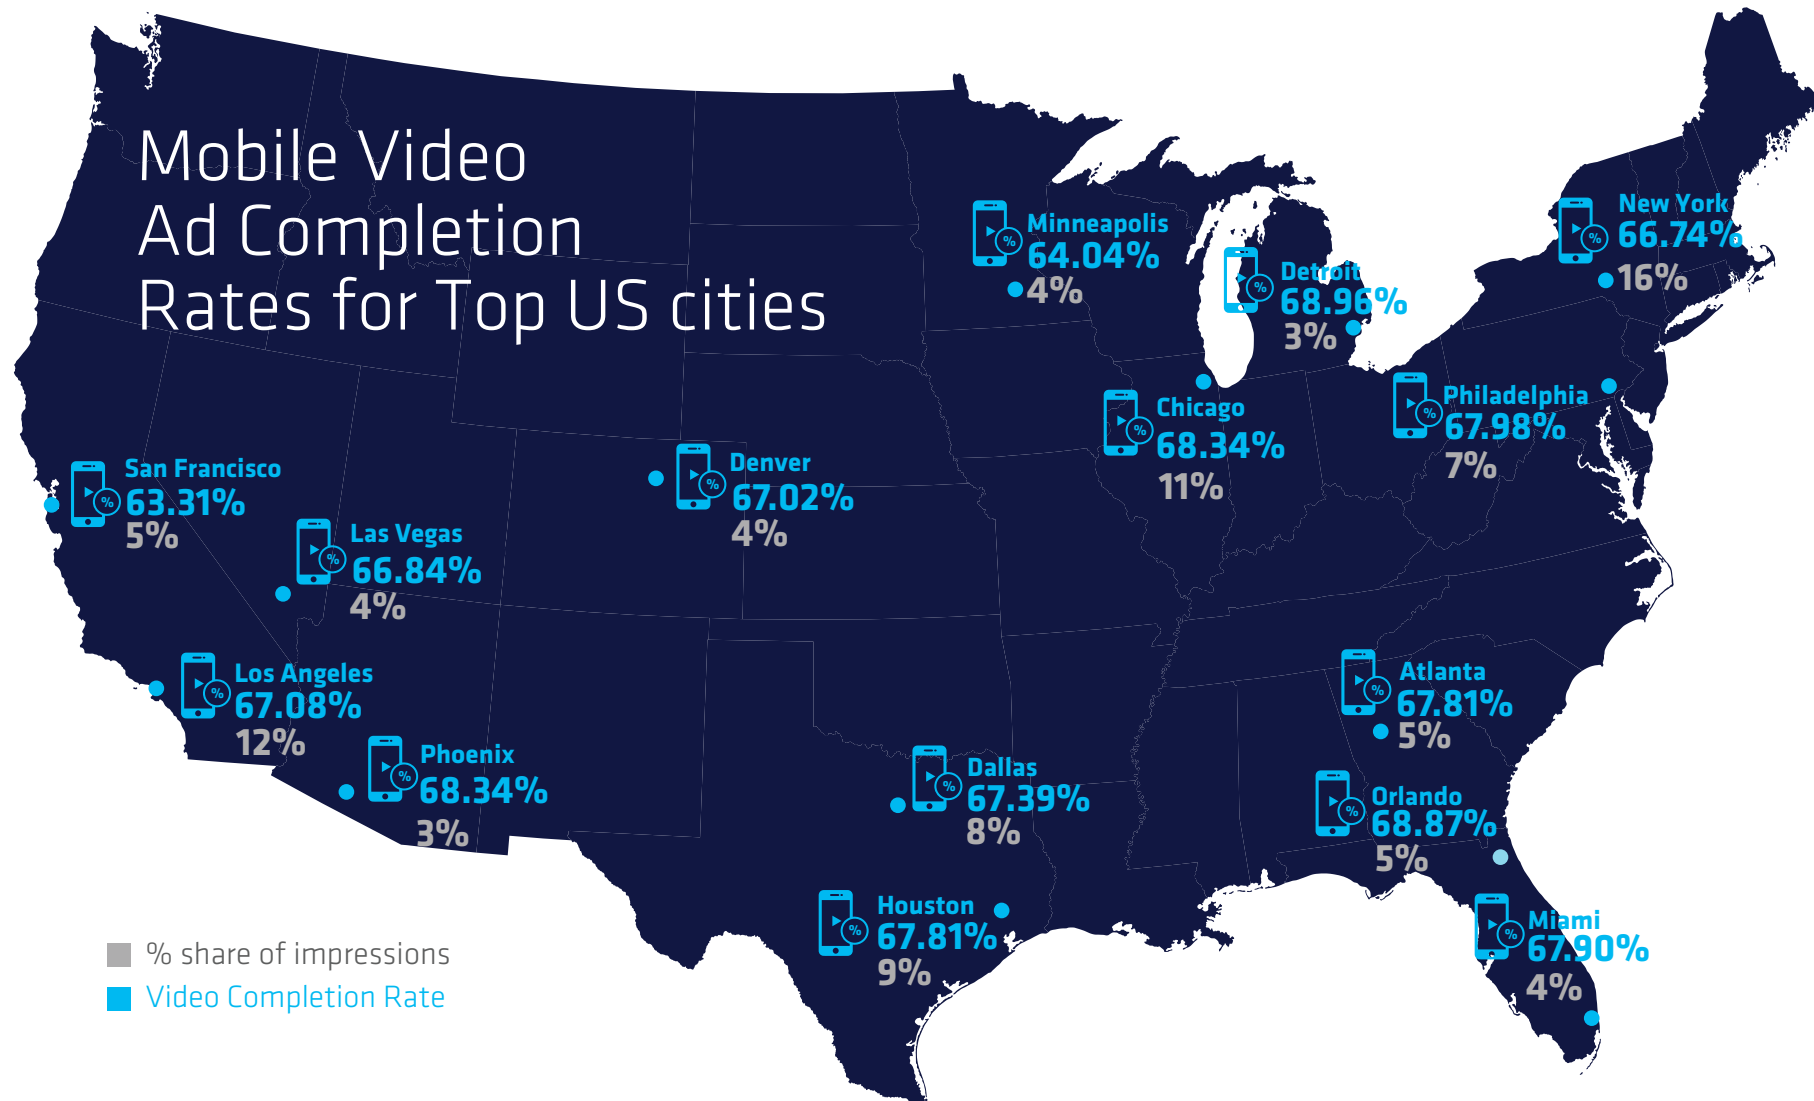 Mobile Video
Ad Completion
Rates for Top US cities
Minneapolis
64.04%
4%
%
Detroit
68.96%
3%
%
New York
66.74%
16%
%
Chicago
68.34%
11%
%
Philadelphia
67.98%
7%
%
San Francisco
63.31%
5%
%
Denver
67.02%
4%
%
Las Vegas
66.84%
4%
%
Los Angeles
67.08%
12%
%
Phoenix
68.34%
3%
%
Dallas
67.39%
8%
%
Atlanta
67.81%
5%
%
Orlando
68.87%
5%
%
Houston
67.81%
9%
%
Miami
67.90%
4%
%
% share of impressions
Video Completion Rate